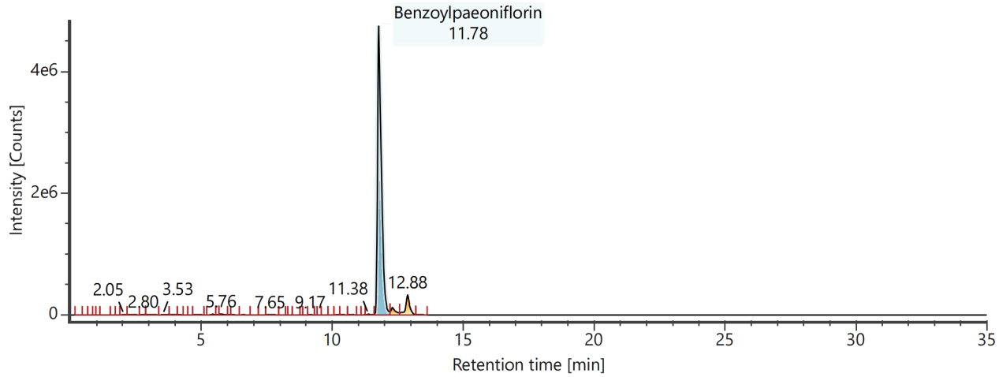 Benzoylpaeoniflorin
11.78
Intensity [Counts]
4e6
2e6
0
2.05
2.80
3.53
5.76
7.65
9.17
11.38
12.88
5 10 15 20 25 30 35
Retention time [min]